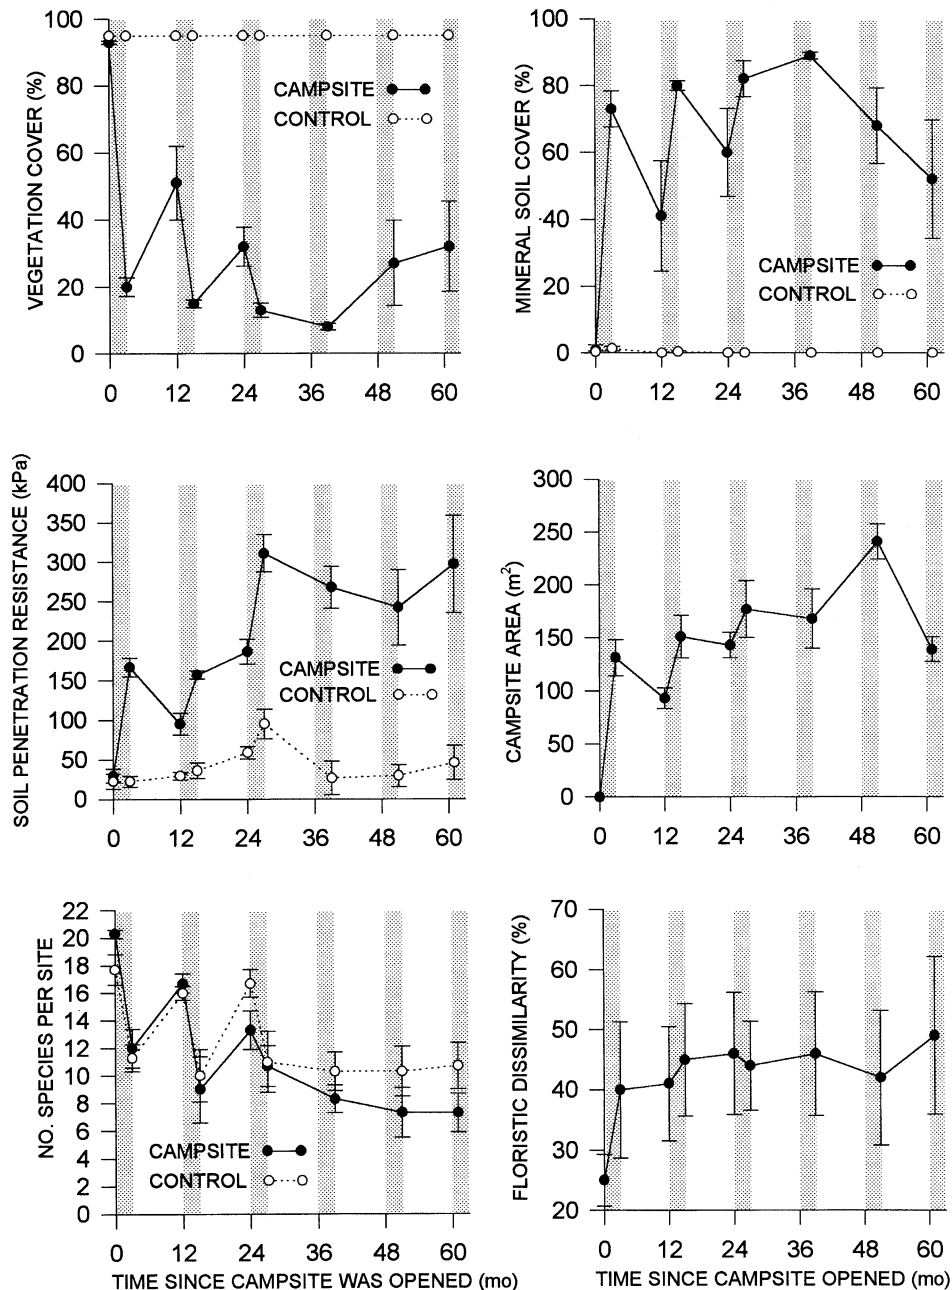 VEGETATION COVER (%)
100
80
60
40
20
0
CAMPSITE
CONTROL
0 12 24 36 48 60
MINERAL SOIL COVER (%)
100
80
60
40
20
0
CAMPSITE
CONTROL
0 12 24 36 48 60
SOIL PENETRATION RESISTANCE (kPa)
400
350
300
250
200
150
100
50
0
CAMPSITE
CONTROL
0 12 24 36 48 60
CAMPSITE AREA (m²)
300
250
200
150
100
50
0
0 12 24 36 48 60
NO. SPECIES PER SITE
22
20
18
16
14
12
10
8
6
4
2
0
CAMPSITE
CONTROL
0 12 24 36 48 60
TIME SINCE CAMPSITE WAS OPENED (mo)
FLORISTIC DISSIMILARITY (%)
70
60
50
40
30
20
0 12 24 36 48 60
TIME SINCE CAMPSITE OPENED (mo)